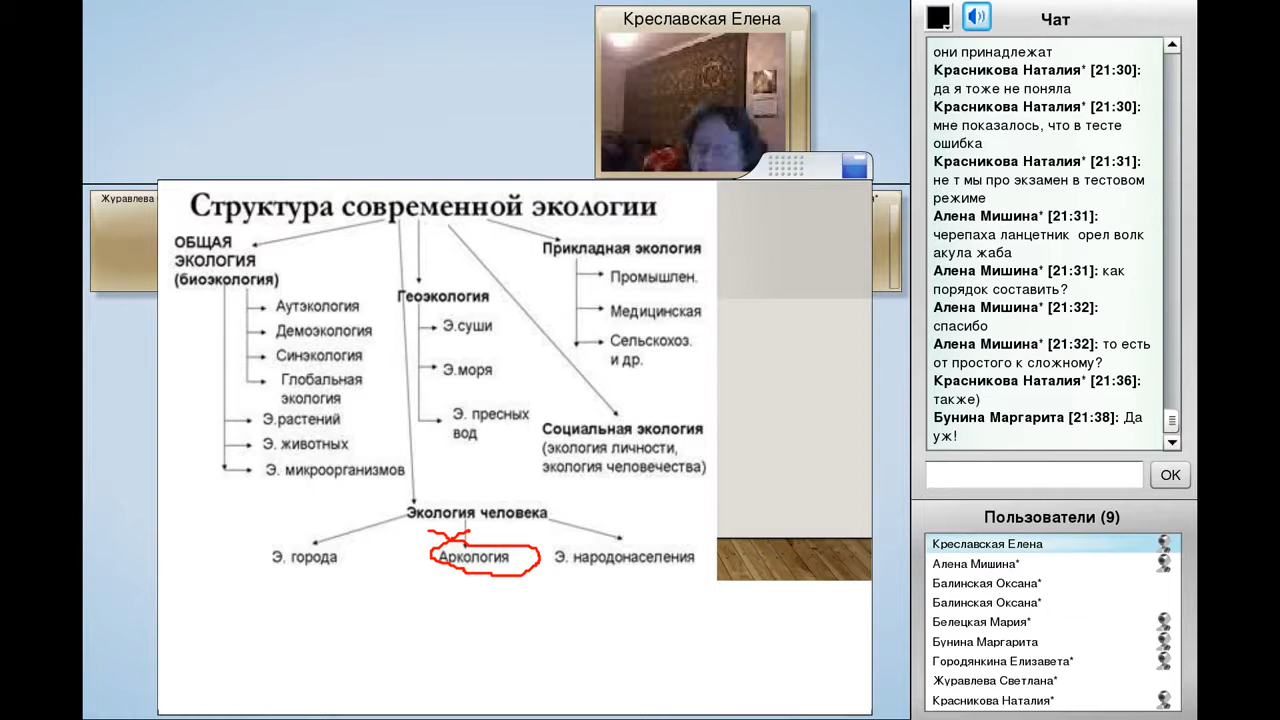 Креславская Елена
Журавлева
Структура современной экологии
ОБЩАЯ
ЭКОЛОГИЯ
(биоэкология)
Аутэкология
Демоэкология
Синэкология
Глобальная
экология
Э.растений
Э. животных
Э. микроорганизмов
Геоэкология
Э.суши
Э.моря
Э. пресных
вод
Прикладная экология
Промышлен.
Медицинская
Сельскохоз.
и др.
Социальная экология
(экология личности,
экология человечества)
Экология человека
Э. города
Аркология
Э. народонаселения
Чат
они принадлежат
Красникова Наталия* [21:30]:
да я тоже не поняла
Красникова Наталия* [21:30]:
мне показалось, что в тесте
ошибка
Красникова Наталия* [21:31]:
не т мы про экзамен в тестовом
режиме
Алена Мишина* [21:31]:
черепаха ланцетник орел волк
акула жаба
Алена Мишина* [21:31]: как
порядок составить?
Алена Мишина* [21:32]:
спасибо
Алена Мишина* [21:32]: то есть
от простого к сложному?
Красникова Наталия* [21:36]:
также)
Бунина Маргарита [21:38]: Да
уж!
OK
Пользователи (9)
Креславская Елена
Алена Мишина*
Балинская Оксана*
Балинская Оксана*
Белецкая Мария*
Бунина Маргарита
Городянкина Елизавета*
Журавлева Светлана*
Красникова Наталия*